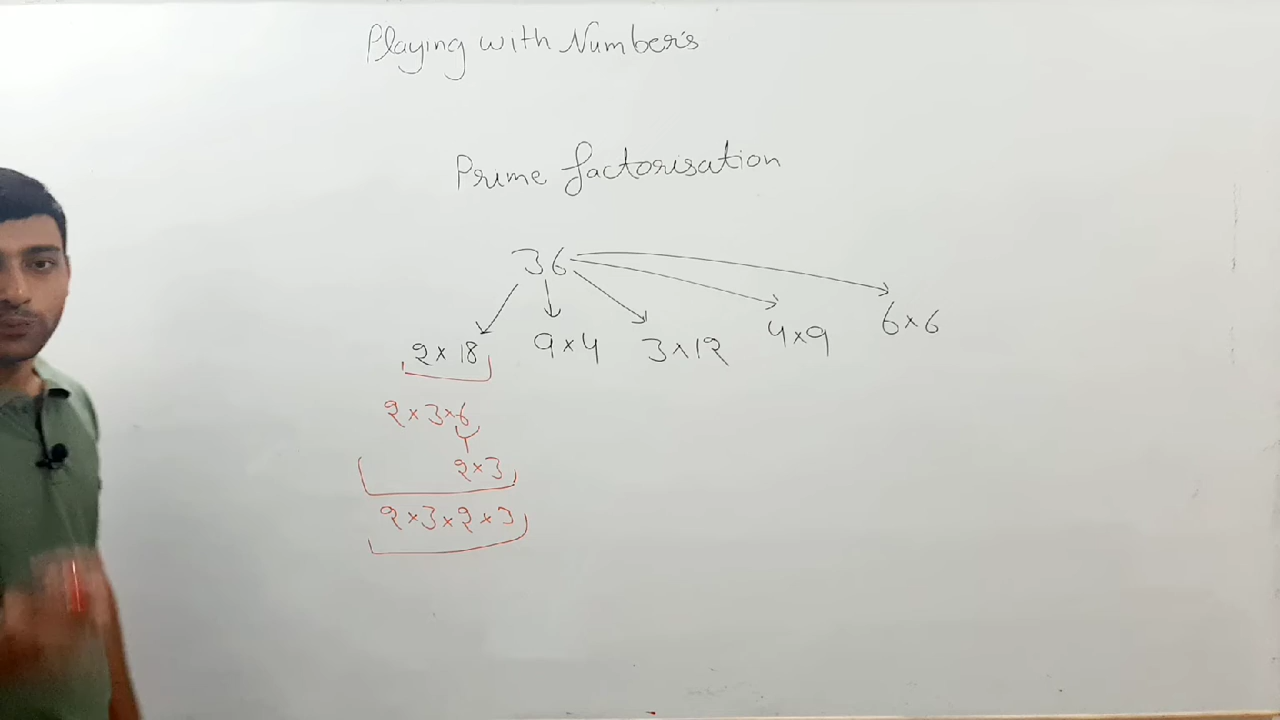 Playing with Number's
Prime factorisation
36
2 × 18 9 × 4 3 × 12 4 × 9 6 × 6
2 × 3 × 6
2 × 3
2 × 3 × 2 × 3